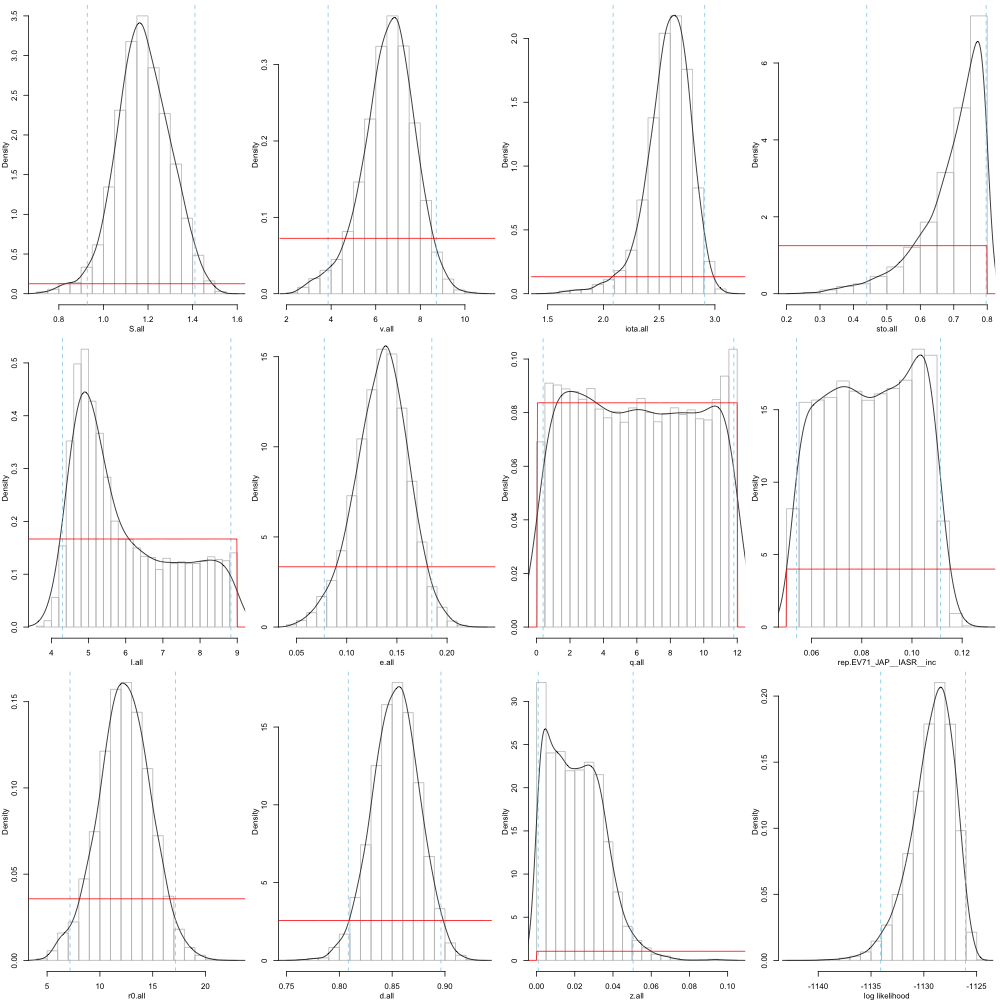 Density
0.0 0.5 1.0 1.5 2.0 2.5 3.0 3.5
0.8 1.0 1.2 1.4 1.6
S.all
Density
0.0 0.1 0.2 0.3
2 4 6 8 10
v.all
Density
0.0 0.5 1.0 1.5 2.0
1.5 2.0 2.5 3.0
iota.all
Density
0 2 4 6
0.2 0.3 0.4 0.5 0.6 0.7 0.8
sto.all
Density
0.0 0.1 0.2 0.3 0.4 0.5
4 5 6 7 8 9
l.all
Density
0 5 10 15
0.05 0.10 0.15 0.20
e.all
Density
0.00 0.02 0.04 0.06 0.08 0.10
0 2 4 6 8 10 12
q.all
Density
0 5 10 15
0.06 0.08 0.10 0.12
rep.EV71_JAP__IASR__inc
Density
0.00 0.05 0.10 0.15
5 10 15 20
r0.all
Density
0 5 10 15
0.75 0.80 0.85 0.90
d.all
Density
0 5 10 15 20 25 30
0.00 0.02 0.04 0.06 0.08 0.10
z.all
Density
0.00 0.05 0.10 0.15 0.20
-1140 -1135 -1130 -1125
log likelihood